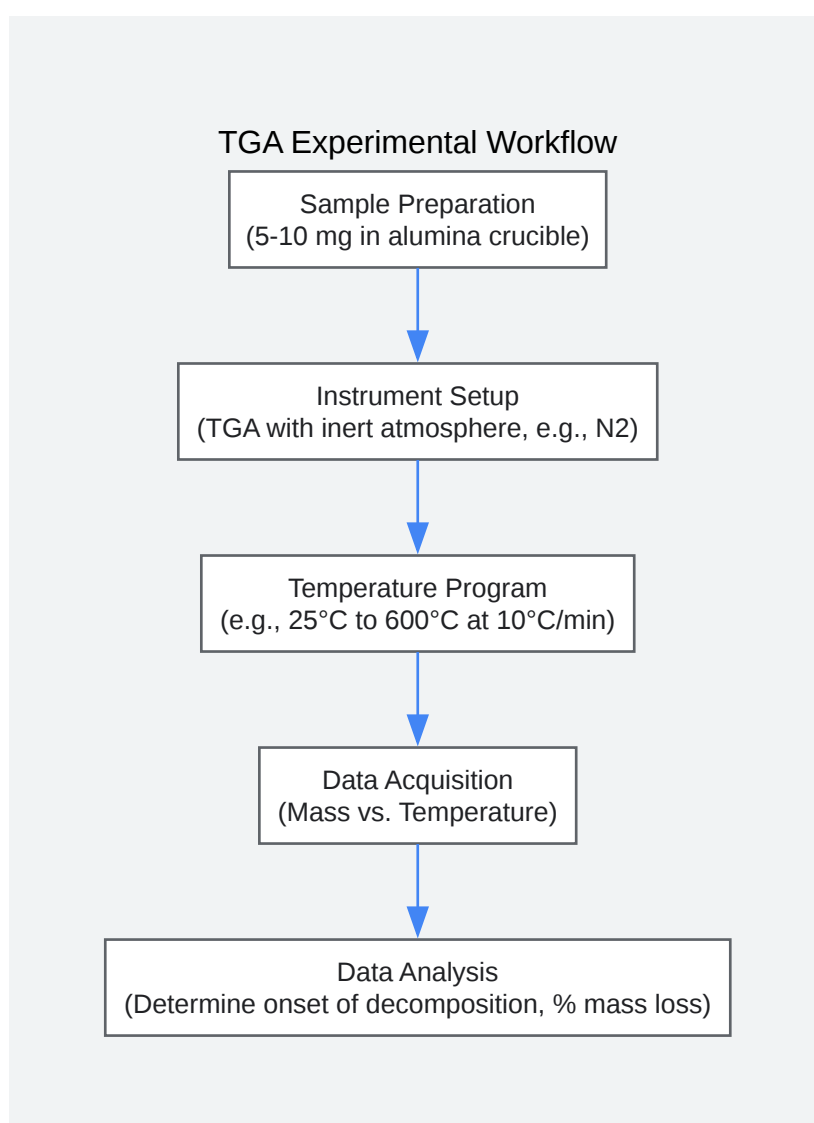 TGA Experimental Workflow
Sample Preparation
(5-10 mg in alumina crucible)
Instrument Setup
(TGA with inert atmosphere, e.g., N2)
Temperature Program
(e.g., 25°C to 600°C at 10°C/min)
Data Acquisition
(Mass vs. Temperature)
Data Analysis
(Determine onset of decomposition, % mass loss)